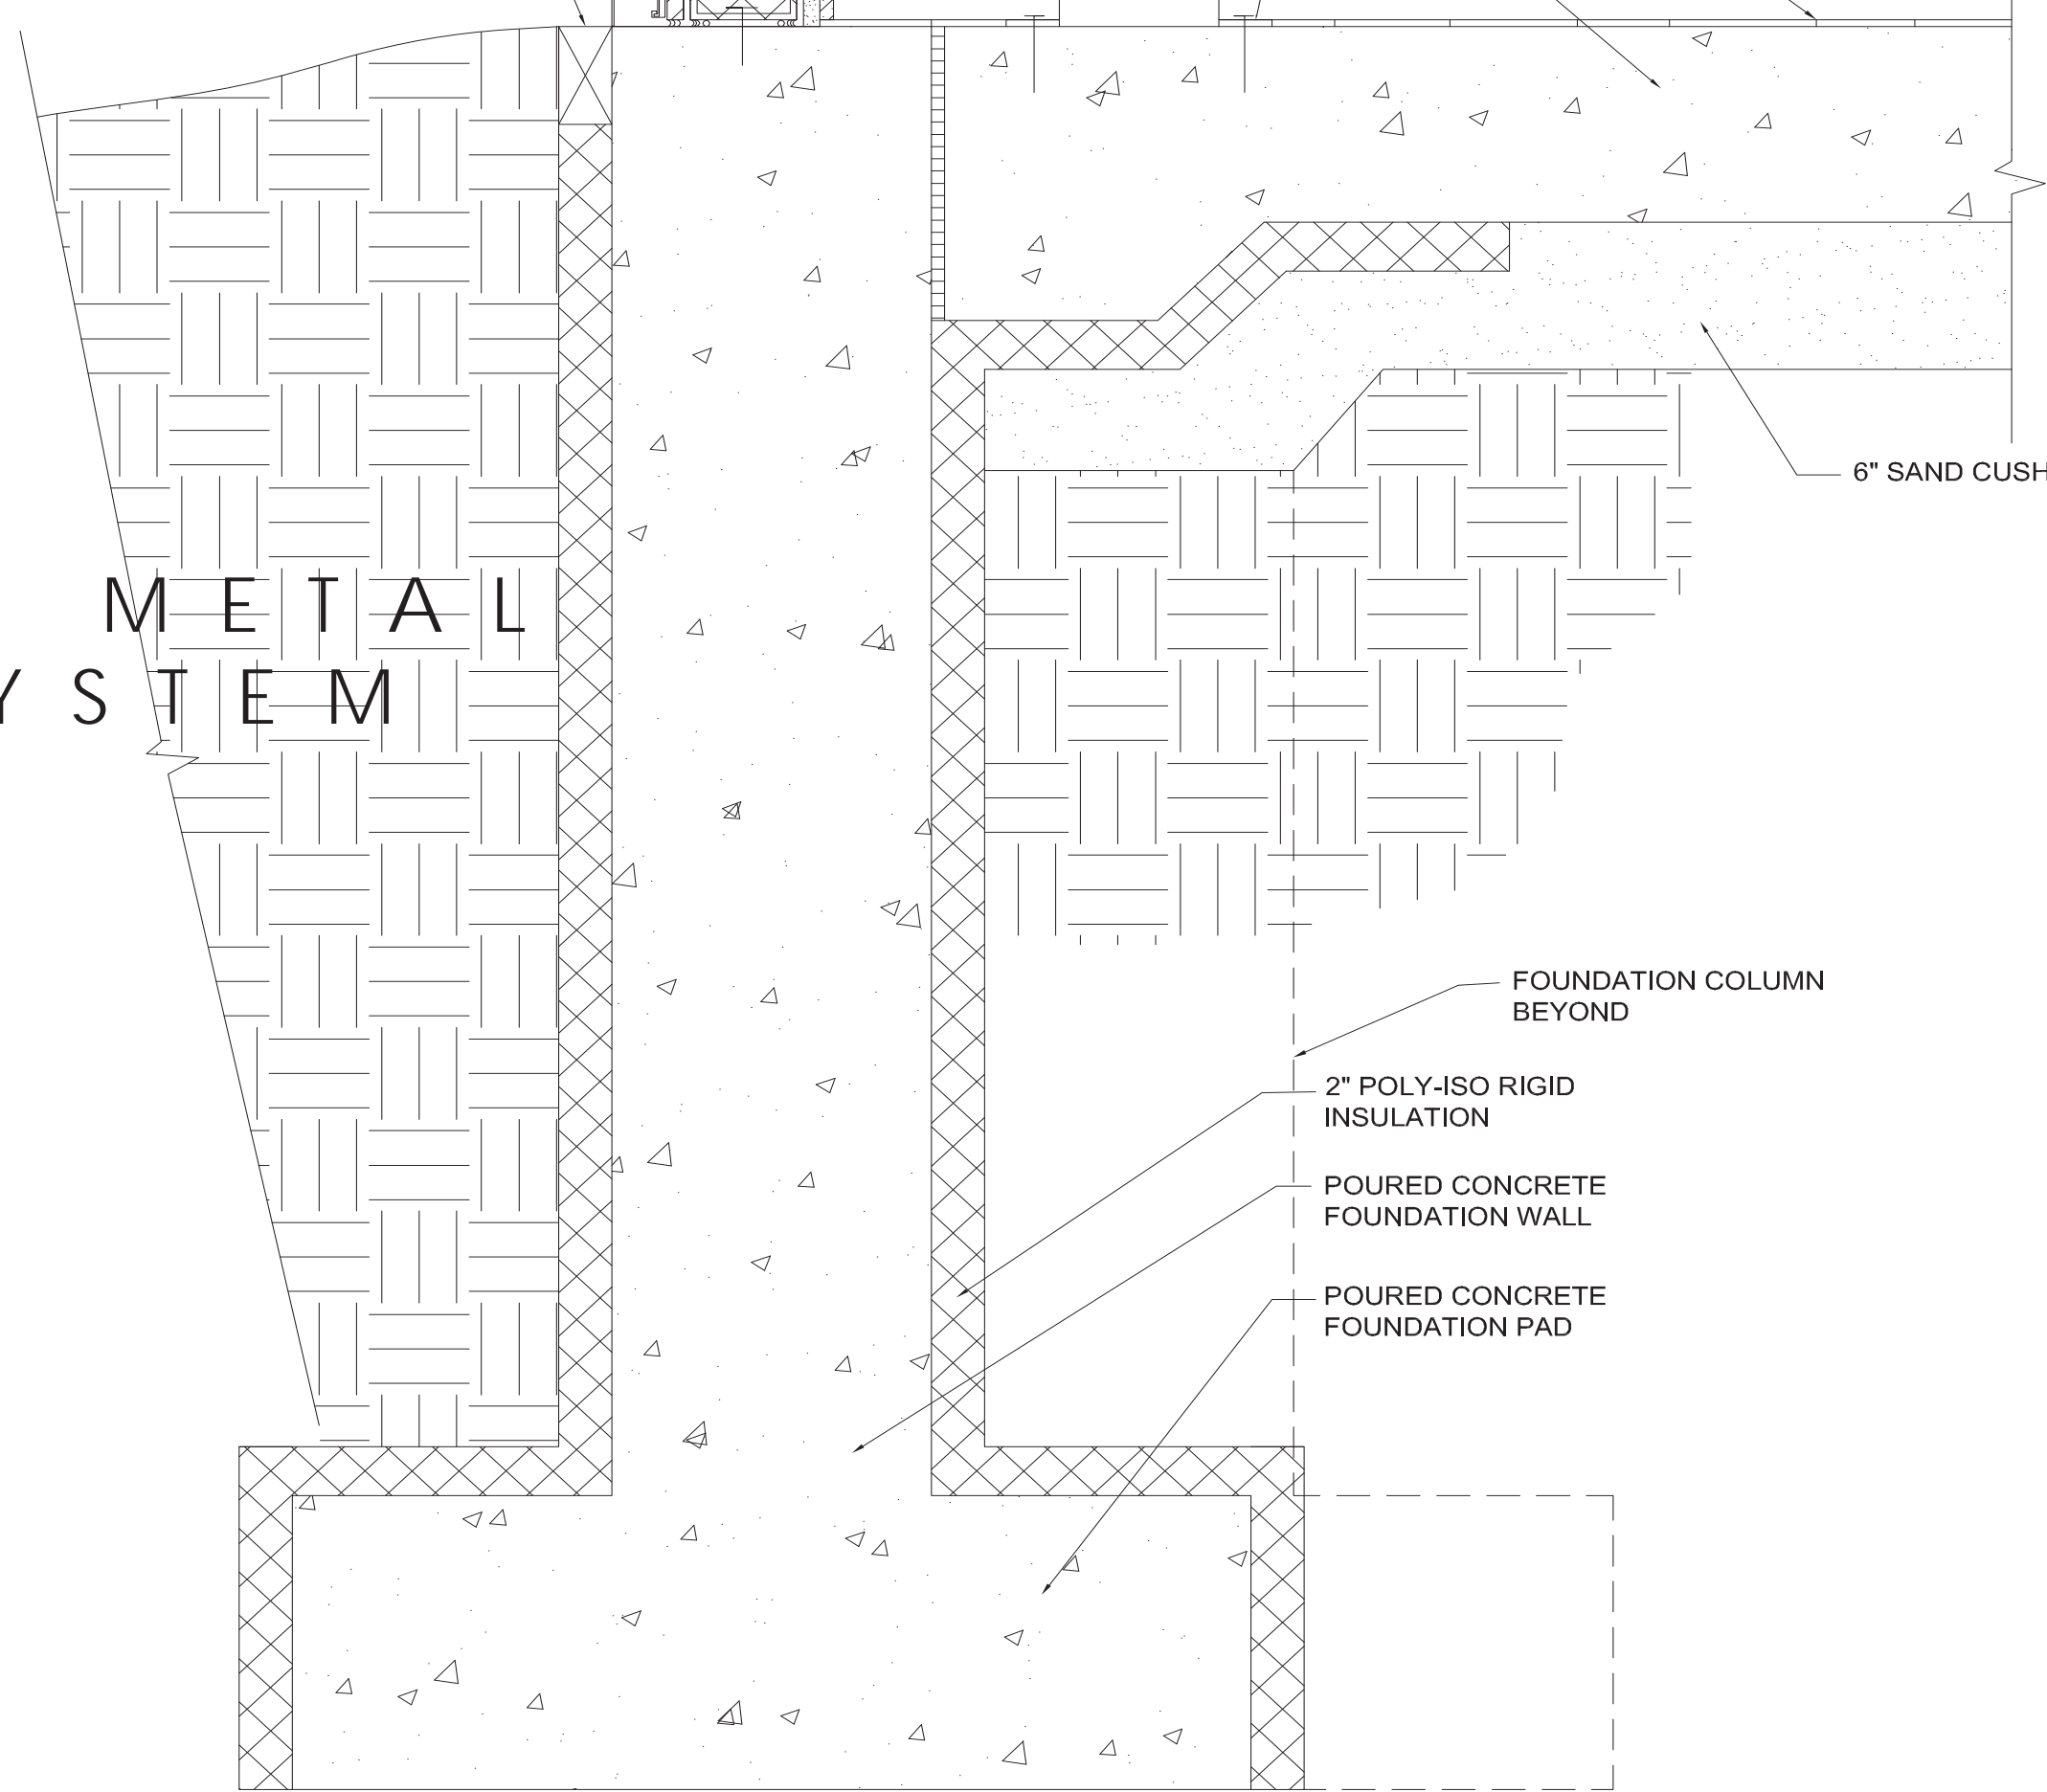 6" SAND CUSH
METAL
YSTEM
FOUNDATION COLUMN
BEYOND
2" POLY-ISO RIGID
INSULATION
POURED CONCRETE
FOUNDATION WALL
POURED CONCRETE
FOUNDATION PAD